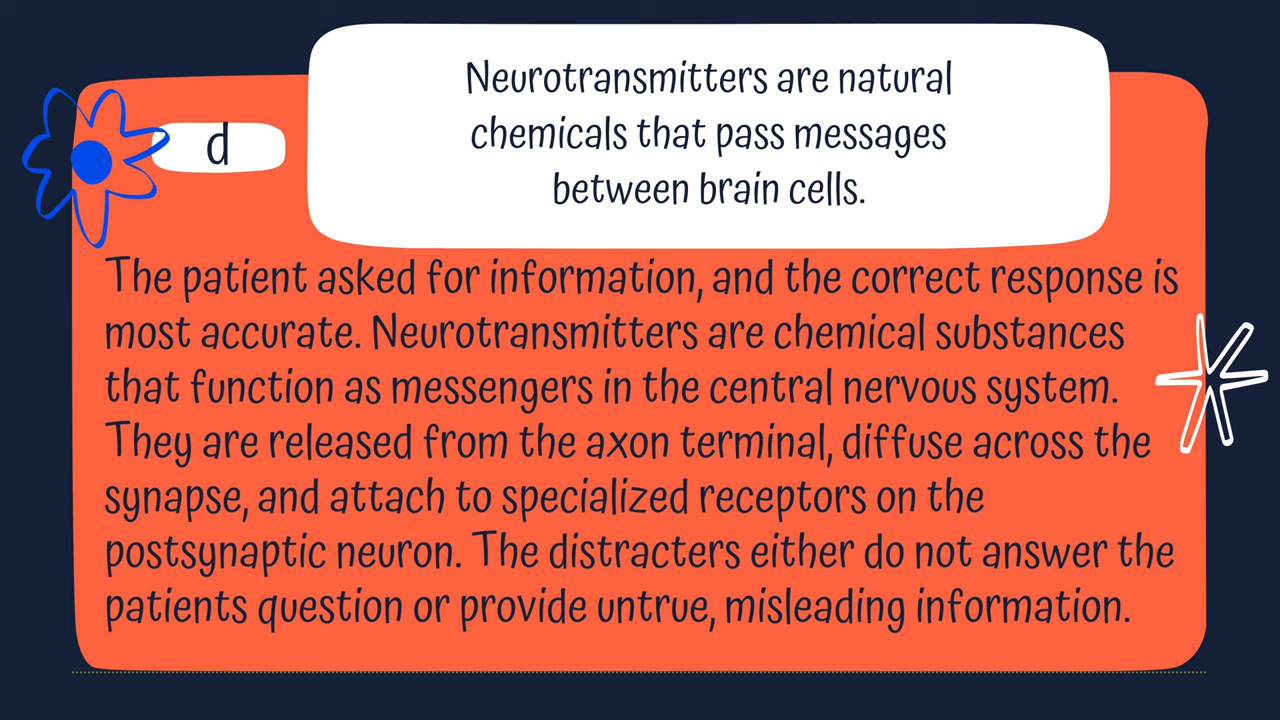 d
Neurotransmitters are natural
chemicals that pass messages
between brain cells.
The patient asked for information, and the correct response is
most accurate. Neurotransmitters are chemical substances
that function as messengers in the central nervous system.
They are released from the axon terminal, diffuse across the
synapse, and attach to specialized receptors on the
postsynaptic neuron. The distracters either do not answer the
patients question or provide untrue, misleading information.